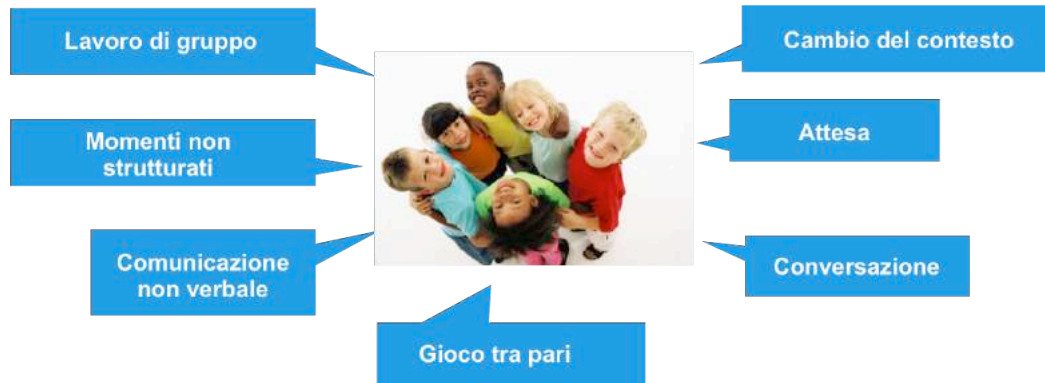 Lavoro di gruppo
Cambio del contesto
Momenti non
strutturati
Attesa
Comunicazione
non verbale
Conversazione
Gioco tra pari